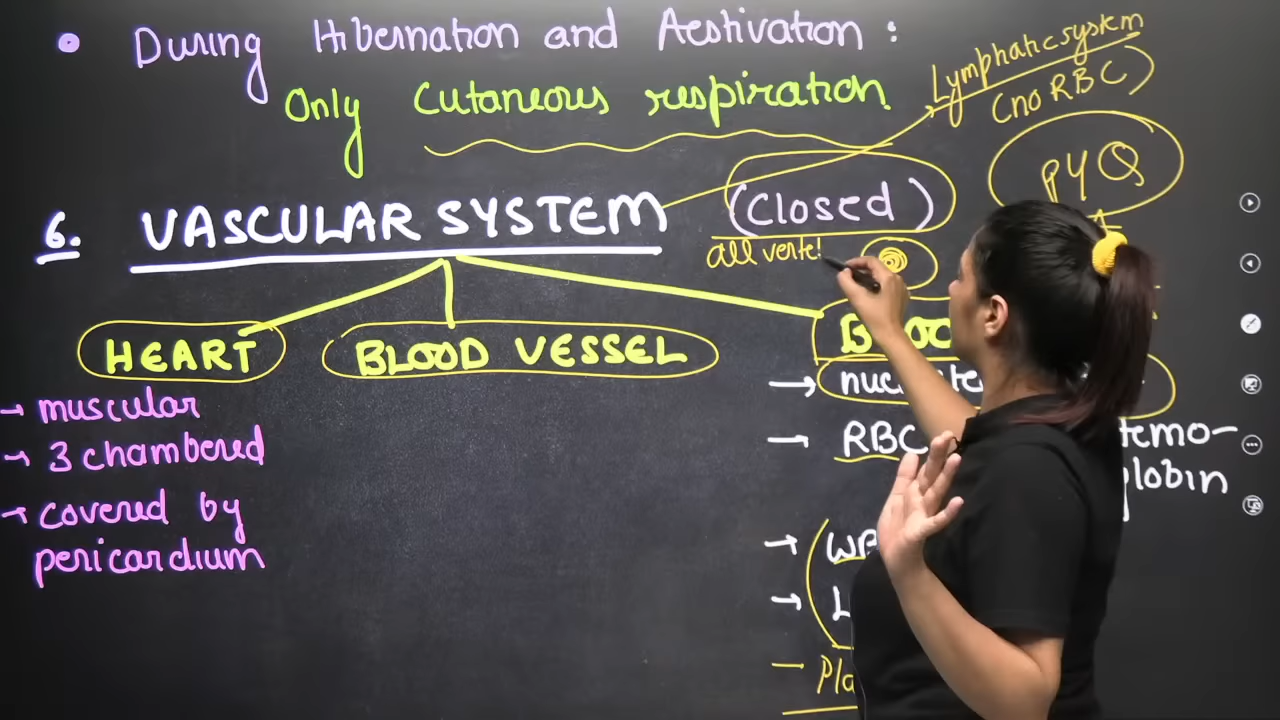 • During Hibernation and Aestivation :
Only Cutaneous respiration
Lymphatic system
(no RBC)
PYQ
6. VASCULAR SYSTEM (Closed)
all verte
HEART
BLOOD VESSEL
→ muscular
→ 3 chambered
→ covered by
pericardium
→
→ RBC
globin
→
→
-